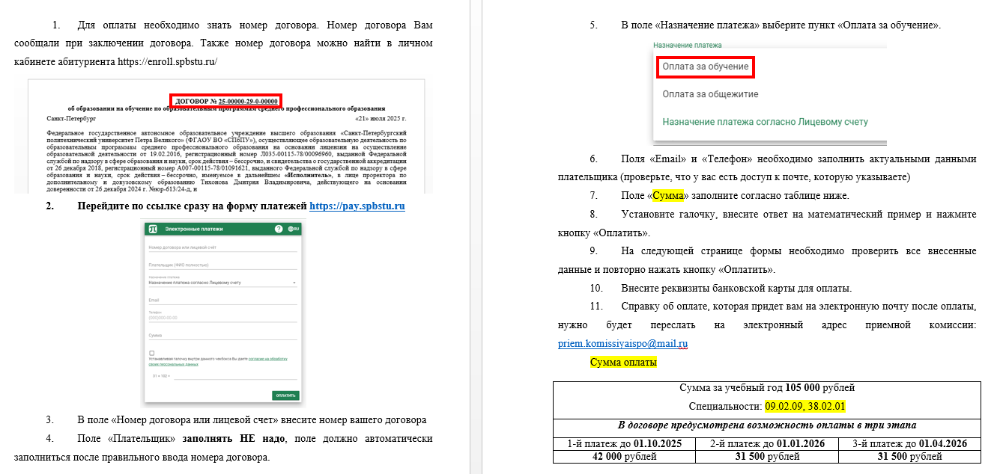 1. Для оплаты необходимо знать номер договора. Номер договора Вам
сообщали при заключении договора. Также номер договора можно найти в личном
кабинете абитуриента https://enroll.spbstu.ru/
ДОГОВОР № 25-00000-29-0-00000
об образовании на обучение по образовательным программам среднего профессионального образования
Санкт-Петербург «21» июля 2025 г.
Федеральное государственное автономное образовательное учреждение высшего образования «Санкт-Петербургский
политехнический университет Петра Великого» (ФГАОУ ВО «СПбПУ»), осуществляющее образовательную деятельность по
образовательным программам среднего профессионального образования на основании лицензии на осуществление
образовательной деятельности от 19.02.2016, регистрационный номер Л035-00115-78/00096960, выданной Федеральной
службой по надзору в сфере образования и науки, срок действия – бессрочно, и свидетельства о государственной аккредитации
от 26 декабря 2018, регистрационный номер А007-00115-78/01091621, выданного Федеральной службой по надзору в сфере
образования и науки, срок действия – бессрочно, именуемое в дальнейшем «Исполнитель», в лице проректора по
дополнительному и довузовскому образованию Тихонова Дмитрия Владимировича, действующего на основании
доверенности от 26 декабря 2024 г. №юр-613/24-д, и
2. Перейдите по ссылке сразу на форму платежей https://pay.spbstu.ru
Электронные платежи ? RU
Номер договора или лицевой счёт
Плательщик (ФИО полностью)
Назначение платежа
Назначение платежа согласно Лицевому счету
Email
Телефон
(000)000-00-00
Сумма
Устанавливая галочку внутри данного чекбокса Вы даете согласие на обработку
своих персональных данных
31 + 102 =
ОПЛАТИТЬ
3. В поле «Номер договора или лицевой счет» внесите номер вашего договора
4. Поле «Плательщик» заполнять НЕ надо, поле должно автоматически
заполниться после правильного ввода номера договора.
5. В поле «Назначение платежа» выберите пункт «Оплата за обучение».
Назначение платежа
Оплата за обучение
Оплата за общежитие
Назначение платежа согласно Лицевому счету
6. Поля «Email» и «Телефон» необходимо заполнить актуальными данными
плательщика (проверьте, что у вас есть доступ к почте, которую указываете)
7. Поле «Сумма» заполните согласно таблице ниже.
8. Установите галочку, внесите ответ на математический пример и нажмите
кнопку «Оплатить».
9. На следующей странице формы необходимо проверить все внесенные
данные и повторно нажать кнопку «Оплатить».
10. Внесите реквизиты банковской карты для оплаты.
11. Справку об оплате, которая придет вам на электронную почту после оплаты,
нужно будет переслать на электронный адрес приемной комиссии:
priem.komissiyaispo@mail.ru
Сумма оплаты
Сумма за учебный год 105 000 рублей
Специальности: 09.02.09, 38.02.01
В договоре предусмотрена возможность оплаты в три этапа
1-й платеж до 01.10.2025 2-й платеж до 01.01.2026 3-й платеж до 01.04.2026
42 000 рублей 31 500 рублей 31 500 рублей